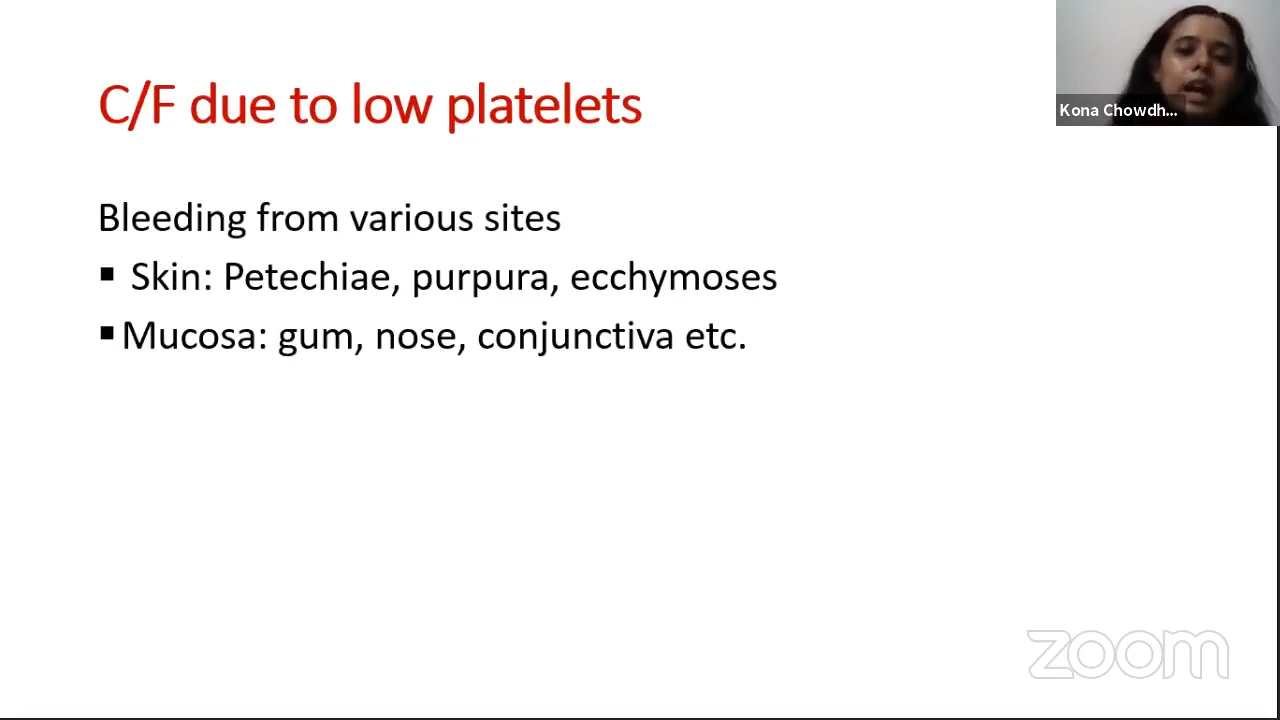 C/F due to low platelets
Kona Chowdh...
Bleeding from various sites
▪ Skin: Petechiae, purpura, ecchymoses
▪ Mucosa: gum, nose, conjunctiva etc.
zoom